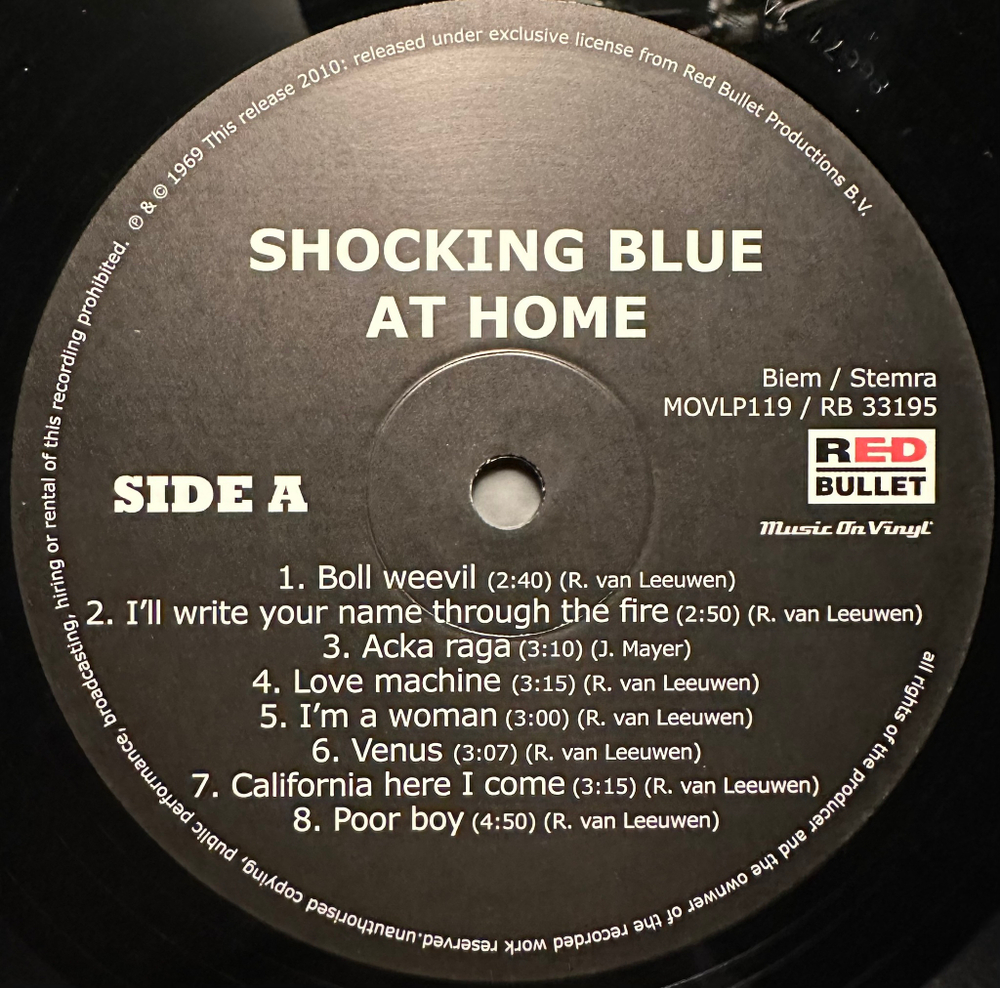 all rights of the producer and the ownwer of the recorded work reserved.unauthorised copying, public performance, broadcasting, hiring or rental of this recording prohibited. ℗ & © 1969 This release 2010: released under exclusive license from Red Bullet Productions B.V.
SHOCKING BLUE
AT HOME
Biem / Stemra
MOVLP119 / RB 33195
RED
BULLET
Music On Vinyl
SIDE A
1. Boll weevil (2:40) (R. van Leeuwen)
2. I'll write your name through the fire (2:50) (R. van Leeuwen)
3. Acka raga (3:10) (J. Mayer)
4. Love machine (3:15) (R. van Leeuwen)
5. I'm a woman (3:00) (R. van Leeuwen)
6. Venus (3:07) (R. van Leeuwen)
7. California here I come (3:15) (R. van Leeuwen)
8. Poor boy (4:50) (R. van Leeuwen)